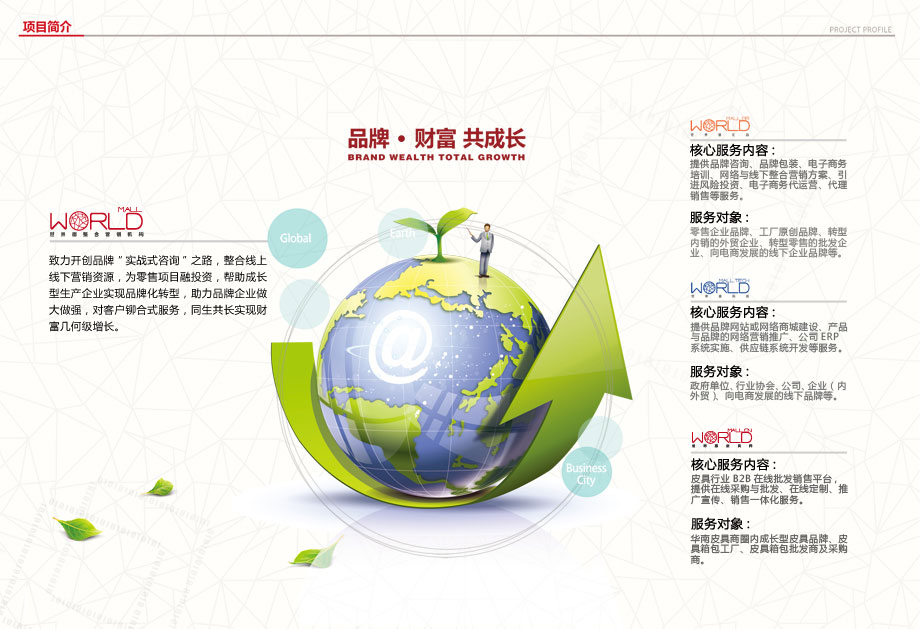 项目简介
PROJECT PROFILE
品牌·财富 共成长
BRAND WEALTH TOTAL GROWTH
MALL
WORLD
世界猫整合营销机构
致力开创品牌“实战式咨询”之路，整合线上
线下营销资源，为零售项目融投资，帮助成长
型生产企业实现品牌化转型，助力品牌企业做
大做强，对客户铆合式服务，同生共长实现财
富几何级增长。
Global
Earth
@
Business
City
WORLD
核心服务内容：
提供品牌咨询、品牌包装、电子商务
培训、网络与线下整合营销方案、引
进风险投资、电子商务代运营、代理
销售等服务。
服务对象：
零售企业品牌、工厂原创品牌、转型
内销的外贸企业、转型零售的批发企
业、向电商发展的线下企业品牌等。
MALL TECH
WORLD
核心服务内容：
提供品牌网站或网络商城建设、产品
与品牌的网络营销推广、公司 ERP
系统实施、供应链系统开发等服务。
服务对象：
政府单位、行业协会、公司、企业（内
外贸）、向电商发展的线下品牌等。
WORLD
核心服务内容：
皮具行业 B2B 在线批发销售平台，
提供在线采购与批发、在线定制、推
广宣传、销售一体化服务。
服务对象：
华南皮具商圈内成长型皮具品牌、皮
具箱包工厂、皮具箱包批发商及采购
商。